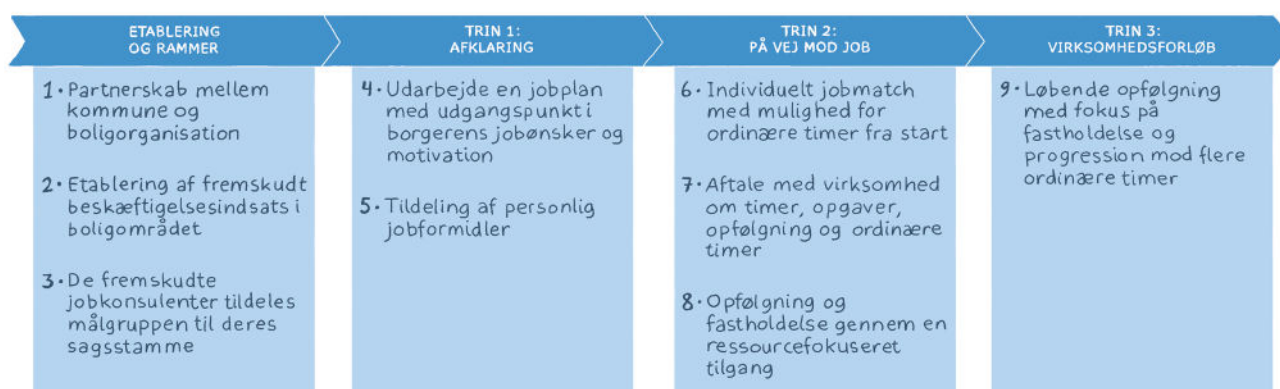 ETABLERING
OG RAMMER
1. Partnerskab mellem
kommune og
boligorganisation
2. Etablering af fremskudt
beskæftigelsesindsats i
boligområdet
3. De fremskudte
jobkonsulenter tildeles
målgruppen til deres
sagsstamme
TRIN 1:
AFKLARING
4. Udarbejde en jobplan
med udgangspunkt i
borgerens jobønsker og
motivation
5. Tildeling af personlig
jobformidler
TRIN 2:
PÅ VEJ MOD JOB
6. Individuelt jobmatch
med mulighed for
ordinære timer fra start
7. Aftale med virksomhed
om timer, opgaver,
opfølgning og ordinære
timer
8. Opfølgning og
fastholdelse gennem en
ressourcefokuseret
tilgang
TRIN 3:
VIRKSOMHEDSFORLØB
9. Løbende opfølgning
med fokus på
fastholdelse og
progression mod flere
ordinære timer